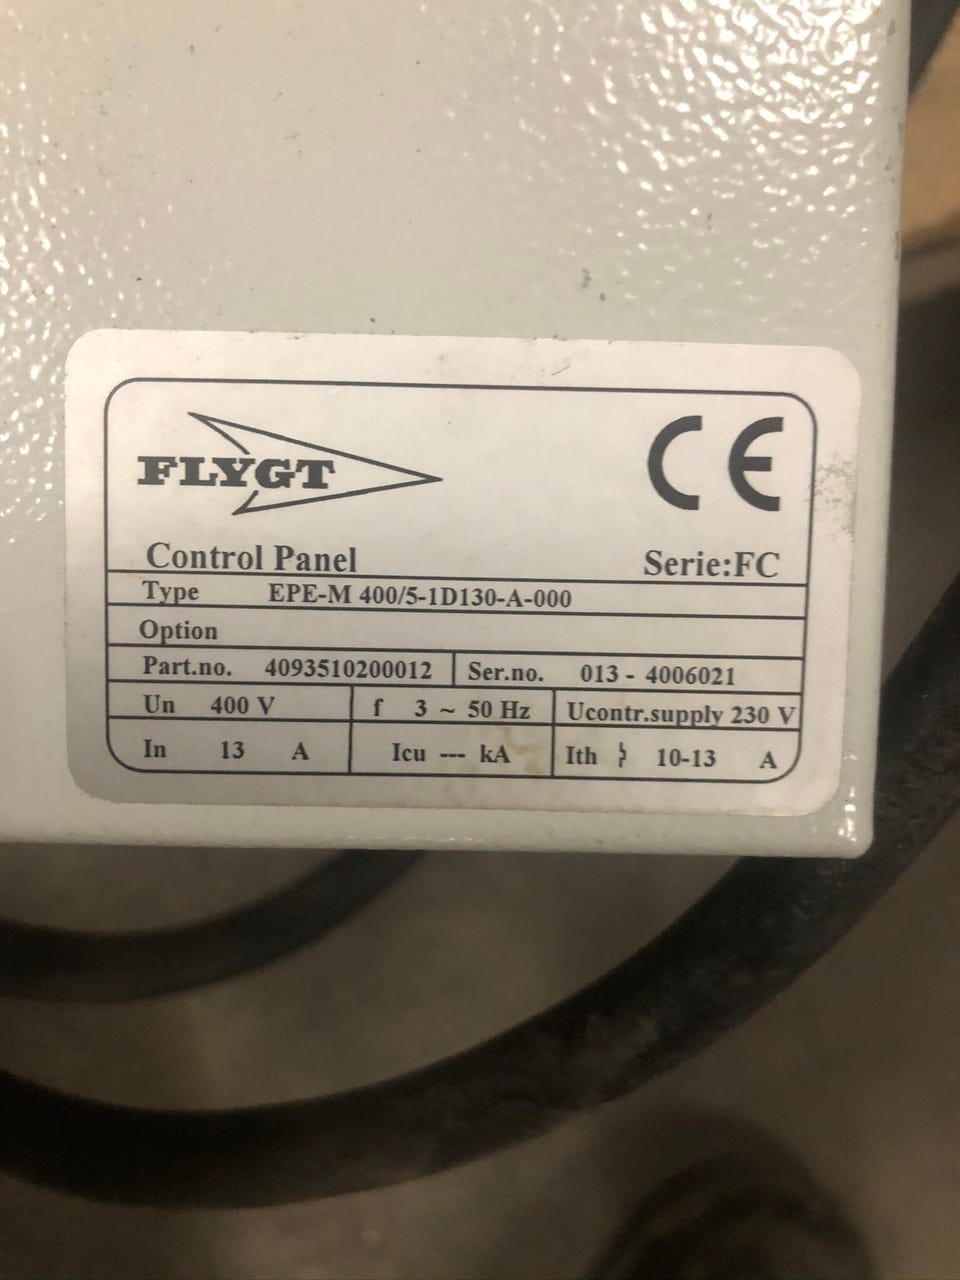 FLYGT
CE
Control Panel Serie:FC
Type EPE-M 400/5-1D130-A-000
Option
Part.no. 4093510200012 Ser.no. 013 - 4006021
Un 400 V f 3 ~ 50 Hz Ucontr.supply 230 V
In 13 A Icu --- kA Ith 10-13 A